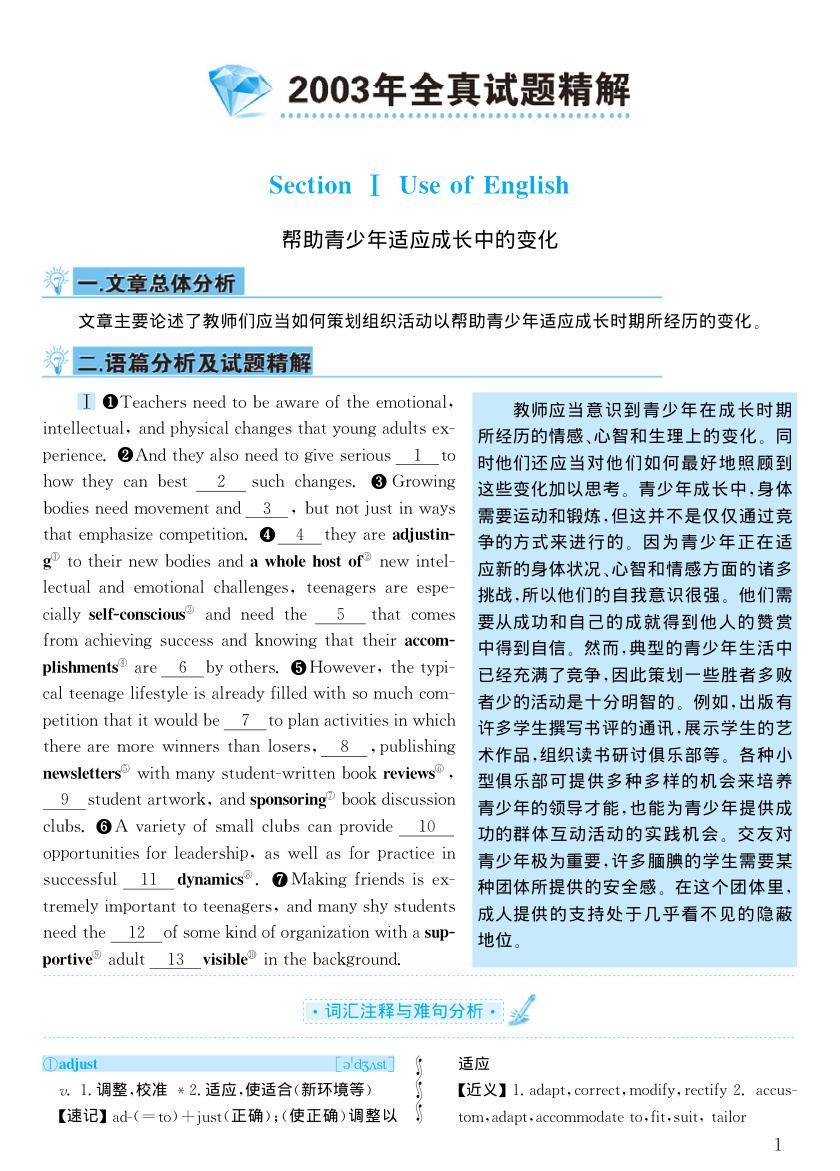 2003年全真试题精解
Section Ⅰ Use of English
帮助青少年适应成长中的变化
一.文章总体分析
文章主要论述了教师们应当如何策划组织活动以帮助青少年适应成长时期所经历的变化。
二.语篇分析及试题精解
Ⅰ ❶Teachers need to be aware of the emotional,
intellectual, and physical changes that young adults ex-
perience. ❷And they also need to give serious 1 to
how they can best 2 such changes. ❸Growing
bodies need movement and 3 , but not just in ways
that emphasize competition. ❹ 4 they are adjustin-
g① to their new bodies and a whole host of② new intel-
lectual and emotional challenges, teenagers are espe-
cially self-conscious③ and need the 5 that comes
from achieving success and knowing that their accom-
plishments④ are 6 by others. ❺However, the typi-
cal teenage lifestyle is already filled with so much com-
petition that it would be 7 to plan activities in which
there are more winners than losers, 8 ,publishing
newsletters⑤ with many student-written book reviews⑥,
9 student artwork, and sponsoring⑦ book discussion
clubs. ❻A variety of small clubs can provide 10
opportunities for leadership, as well as for practice in
successful 11 dynamics⑧. ❼Making friends is ex-
tremely important to teenagers, and many shy students
need the 12 of some kind of organization with a sup-
portive⑨ adult 13 visible⑩ in the background.
教师应当意识到青少年在成长时期
所经历的情感、心智和生理上的变化。同
时他们还应当对他们如何最好地照顾到
这些变化加以思考。青少年成长中,身体
需要运动和锻炼,但这并不是仅仅通过竞
争的方式来进行的。因为青少年正在适
应新的身体状况、心智和情感方面的诸多
挑战,所以他们的自我意识很强。他们需
要从成功和自己的成就得到他人的赞赏
中得到自信。然而,典型的青少年生活中
已经充满了竞争,因此策划一些胜者多败
者少的活动是十分明智的。例如,出版有
许多学生撰写书评的通讯,展示学生的艺
术作品,组织读书研讨俱乐部等。各种小
型俱乐部可提供多种多样的机会来培养
青少年的领导才能,也能为青少年提供成
功的群体互动活动的实践机会。交友对
青少年极为重要,许多腼腆的学生需要某
种团体所提供的安全感。在这个团体里,
成人提供的支持处于几乎看不见的隐蔽
地位。
·词汇注释与难句分析·
①adjust [əˈdʒʌst]
v. 1.调整,校准 *2.适应,使适合(新环境等)
【速记】ad-(=to)+just(正确);(使正确)调整以
适应
【近义】1. adapt,correct,modify,rectify 2. accus-
tom,adapt,accommodate to,fit,suit, tailor
1